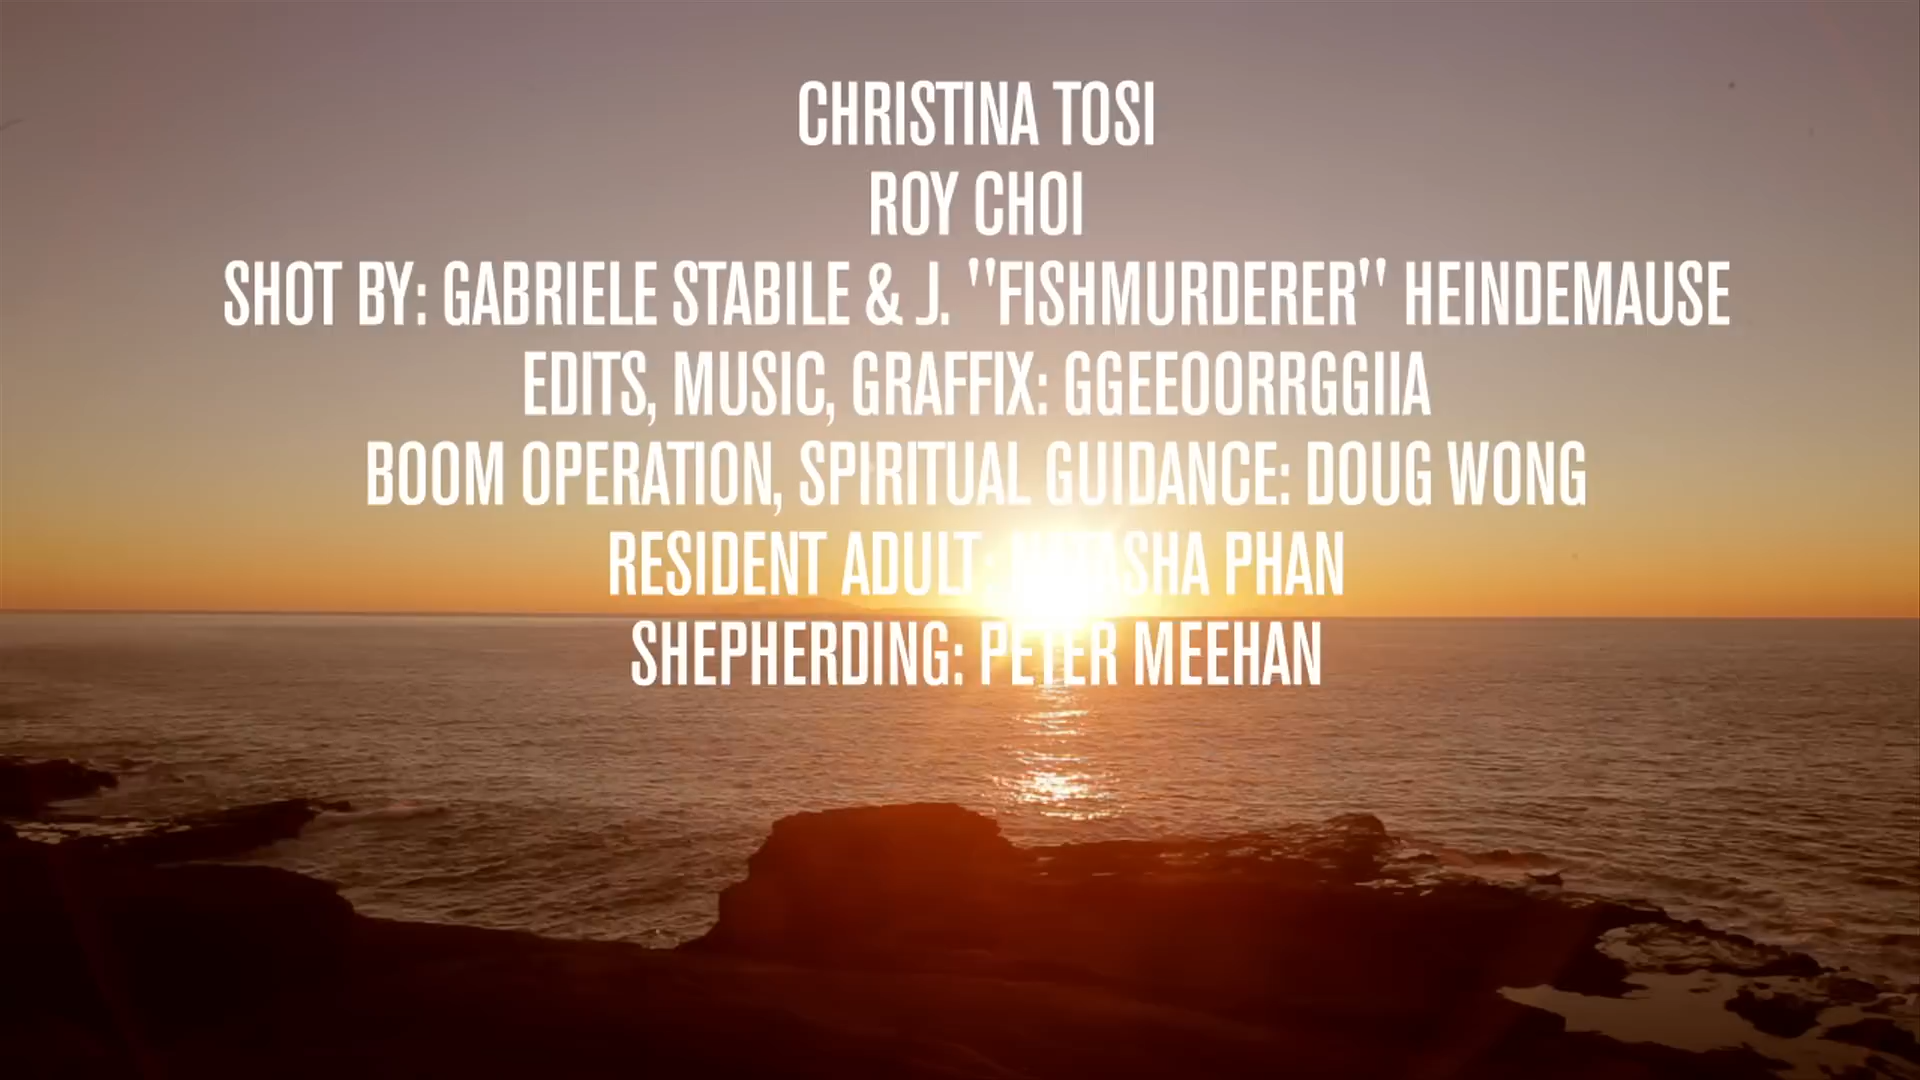 CHRISTINA TOSI
ROY CHOI
SHOT BY: GABRIELE STABILE & J. "FISHMURDERER" HEINDEMAUSE
EDITS, MUSIC, GRAFFIX: GGEEOORRGGIIA
BOOM OPERATION, SPIRITUAL GUIDANCE: DOUG WONG
RESIDENT ADULT: NATASHA PHAN
SHEPHERDING: PETER MEEHAN